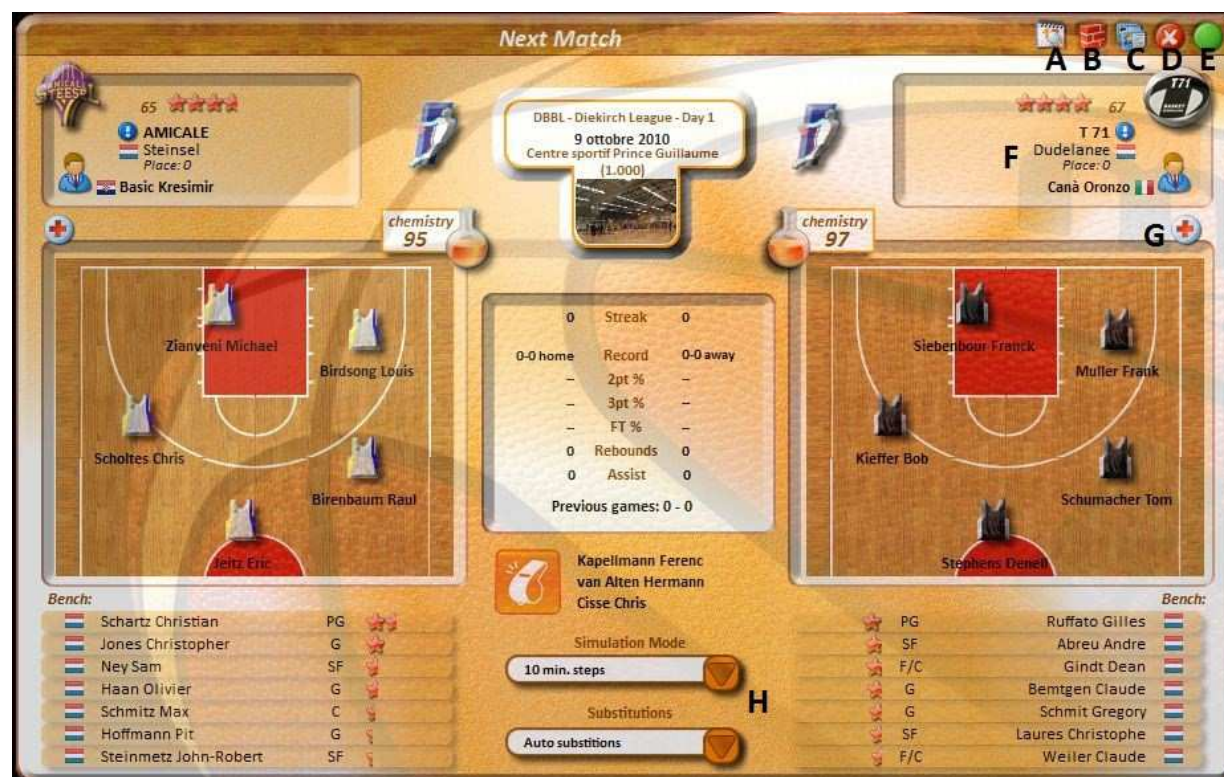 Next Match
A B C D E
AMICALE
STEESEL
65
AMICALE
Steinsel
Place: 0
Basic Kresimir
DBBL - Diekirch League - Day 1
9 ottobre 2010
Centre sportif Prince Guillaume
(1.000)
T71
67
T 71
F
Dudelange
Place: 0
Canà Oronzo
chemistry
95
chemistry
97
G
Zianveni Michael
Birdsong Louis
Scholtes Chris
Birenbaum Raul
Jeitz Eric
0 Streak 0
0-0 home Record 0-0 away
-- 2pt % --
-- 3pt % --
-- FT % --
0 Rebounds 0
0 Assist 0
Previous games: 0 - 0
Siebenbour Franck
Muller Frank
Kieffer Bob
Schumacher Tom
Stephens Denell
Kapellmann Ferenc
van Alten Hermann
Cisse Chris
Simulation Mode
10 min. steps
H
Substitutions
Auto substitions
Bench:
Schartz Christian PG
Jones Christopher G
Ney Sam SF
Haan Olivier G
Schmitz Max C
Hoffmann Pit G
Steinmetz John-Robert SF
Bench:
PG Ruffato Gilles
SF Abreu Andre
F/C Gindt Dean
G Bemtgen Claude
G Schmit Gregory
SF Laures Christophe
F/C Weiler Claude